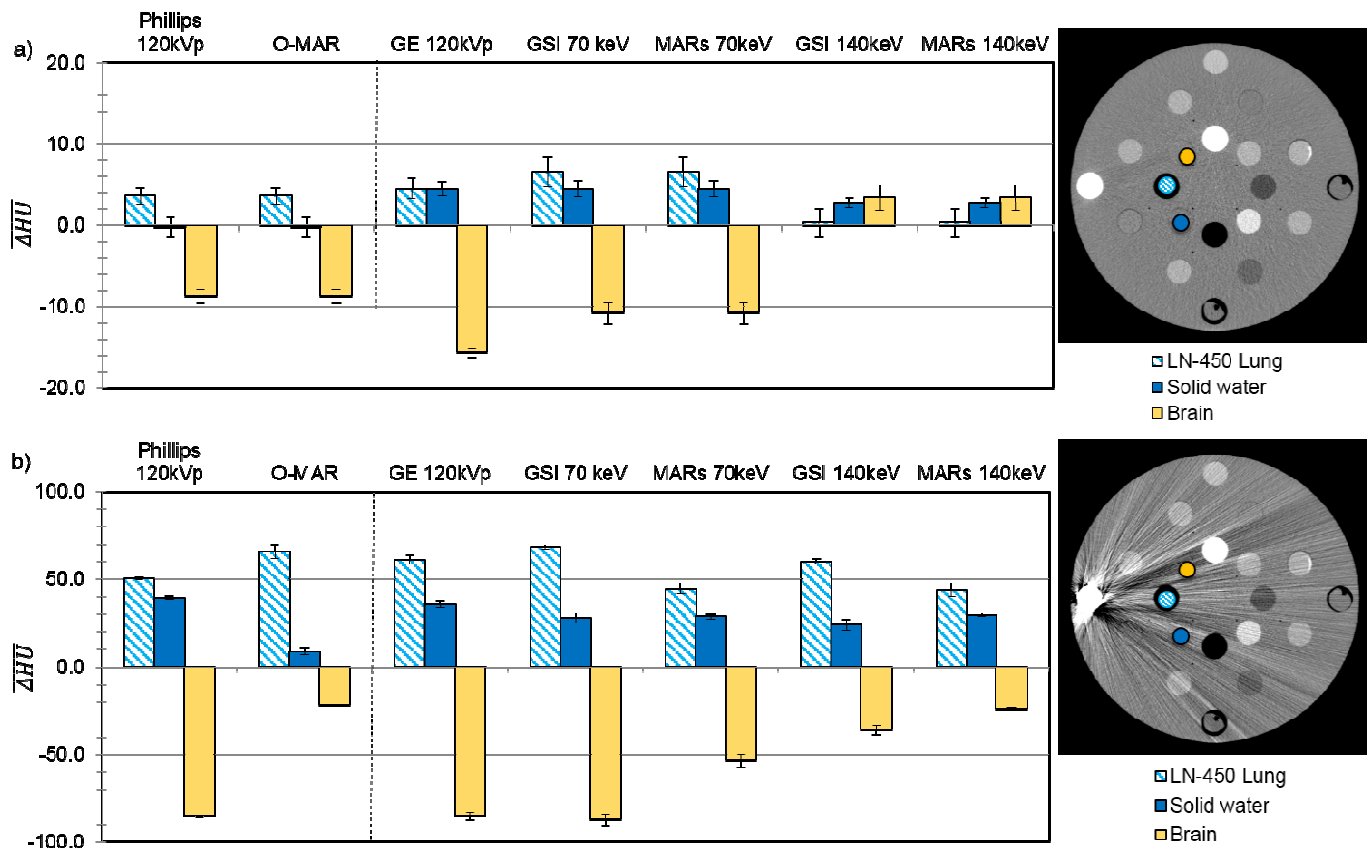 a)
Phillips
120kVp
O-MAR
GE 120kVp
GSI 70 keV
MARs 70keV
GSI 140keV
MARs 140keV
20.0
10.0
0.0
-10.0
-20.0
ΔHU
LN-450 Lung
Solid water
Brain
b)
Phillips
120kVp
O-MAR
GE 120kVp
GSI 70 keV
MARs 70keV
GSI 140keV
MARs 140keV
100.0
50.0
0.0
-50.0
-100.0
ΔHU
LN-450 Lung
Solid water
Brain